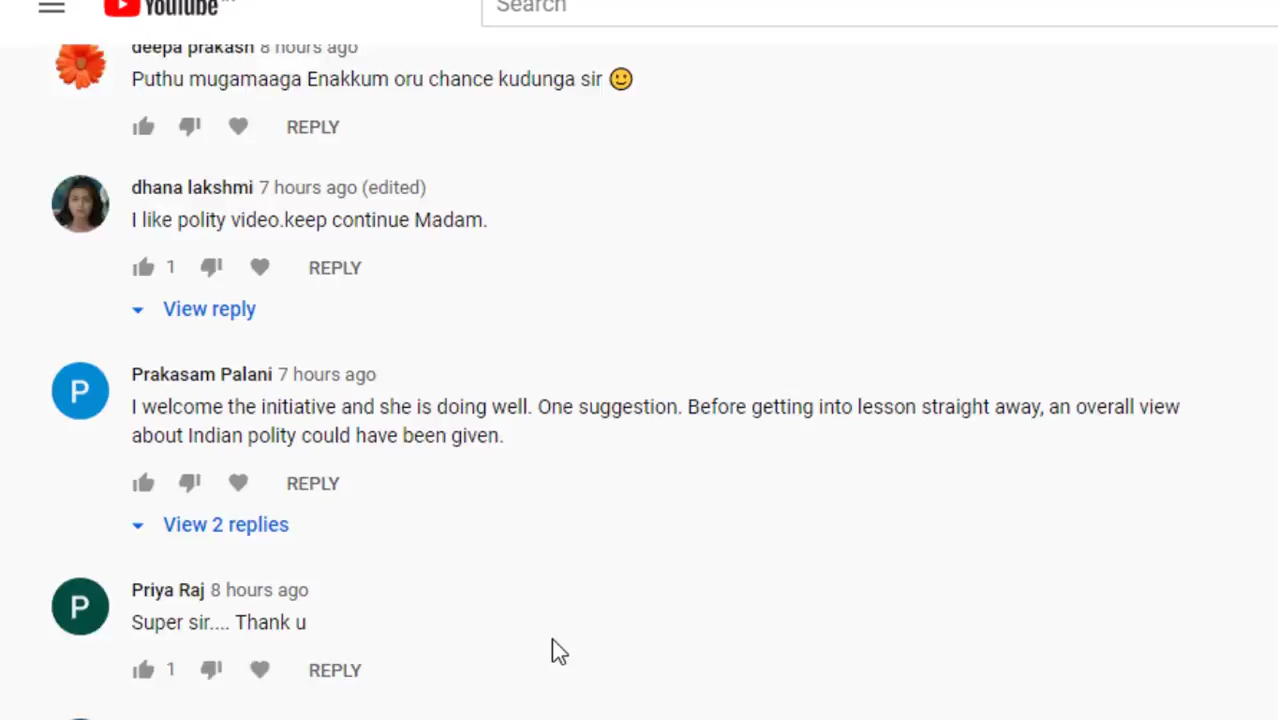 YouTube
Search
deepa prakash 8 hours ago
Puthu mugamaaga Enakkum oru chance kudunga sir 🙂
REPLY
dhana lakshmi 7 hours ago (edited)
I like polity video.keep continue Madam.
1 REPLY
View reply
P
Prakasam Palani 7 hours ago
I welcome the initiative and she is doing well. One suggestion. Before getting into lesson straight away, an overall view
about Indian polity could have been given.
REPLY
View 2 replies
P
Priya Raj 8 hours ago
Super sir.... Thank u
1 REPLY